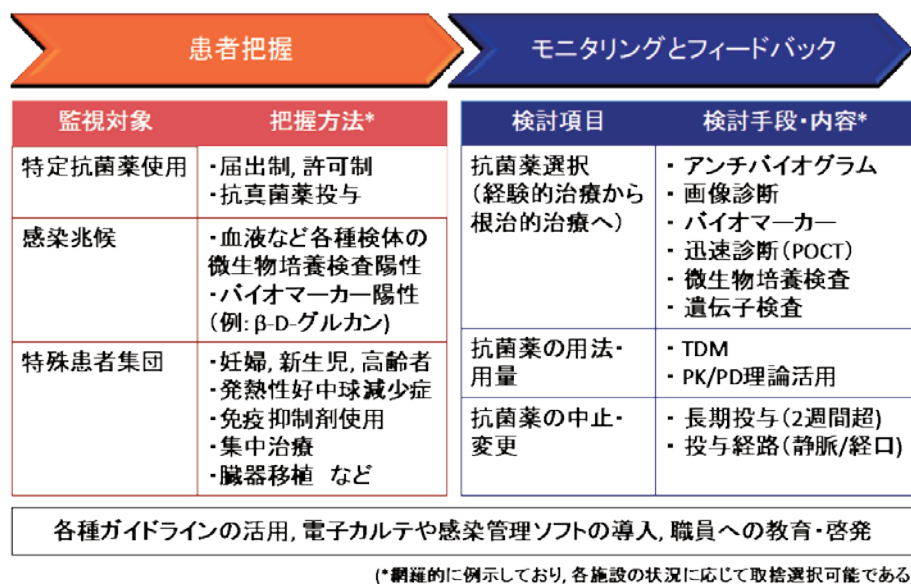 患者把握
モニタリングとフィードバック
監視対象
把握方法*
特定抗菌薬使用
・届出制, 許可制
・抗真菌薬投与
感染兆候
・血液など各種検体の
微生物培養検査陽性
・バイオマーカー陽性
(例: β-D-グルカン)
特殊患者集団
・妊婦, 新生児, 高齢者
・発熱性好中球減少症
・免疫抑制剤使用
・集中治療
・臓器移植 など
検討項目
検討手段・内容*
抗菌薬選択
(経験的治療から
根治的治療へ)
・ アンチバイオグラム
・ 画像診断
・ バイオマーカー
・ 迅速診断(POCT)
・ 微生物培養検査
・ 遺伝子検査
抗菌薬の用法・
用量
・ TDM
・ PK/PD理論活用
抗菌薬の中止・
変更
・ 長期投与(2週間超)
・ 投与経路(静脈/経口)
各種ガイドラインの活用, 電子カルテや感染管理ソフトの導入, 職員への教育・啓発
(*網羅的に例示しており, 各施設の状況に応じて取捨選択可能である